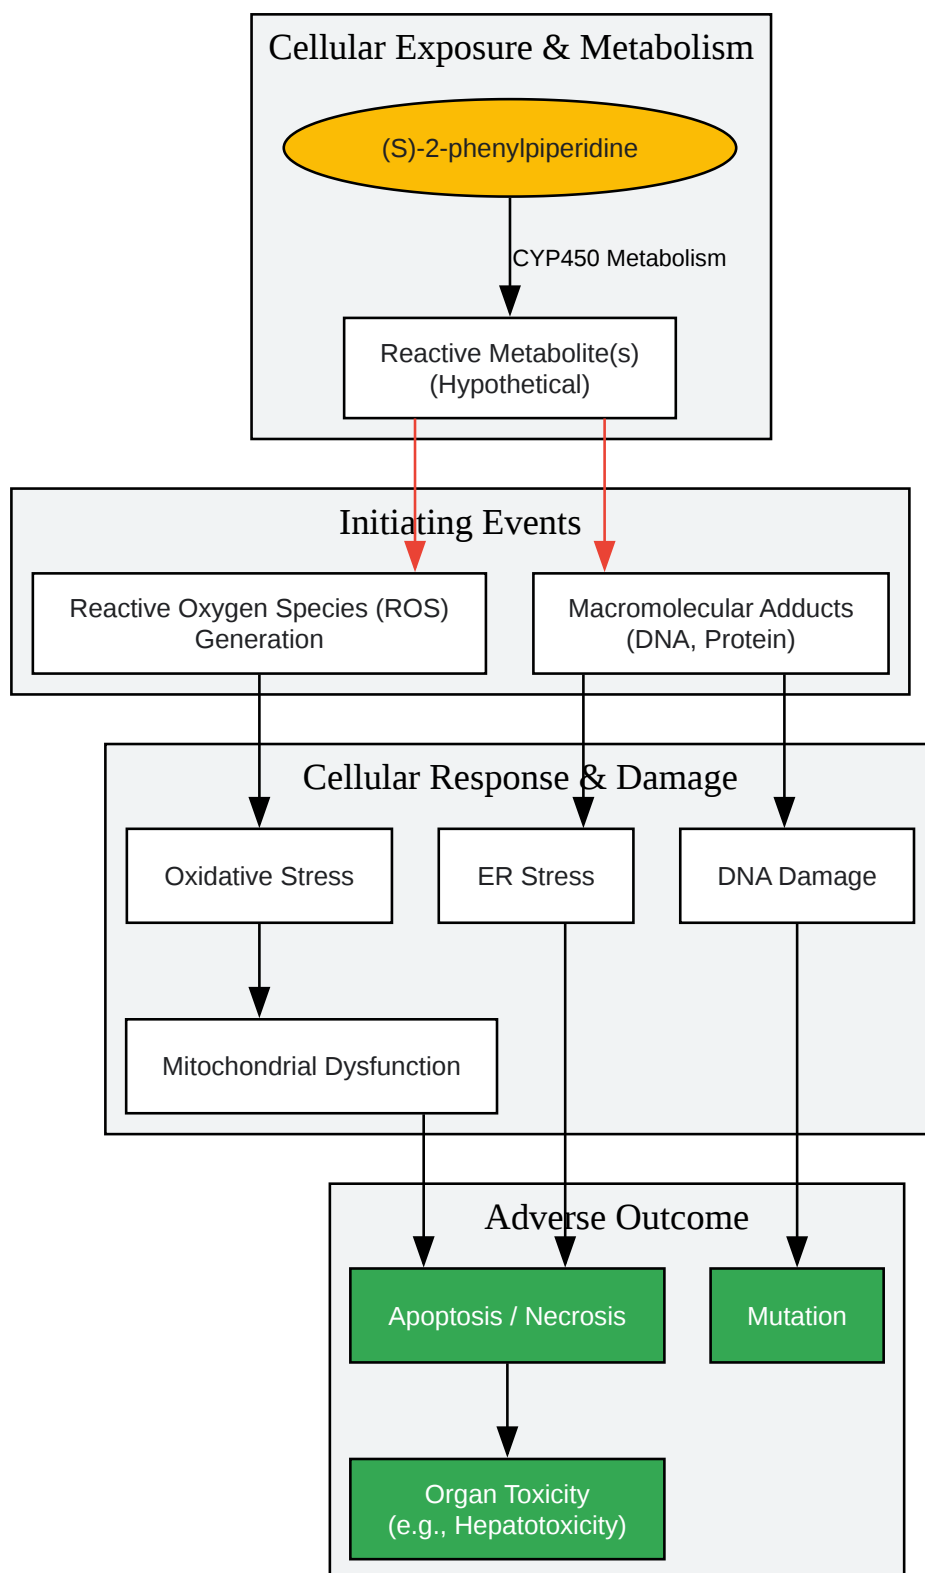 Cellular Exposure & Metabolism
(S)-2-phenylpiperidine
CYP450 Metabolism
Reactive Metabolite(s)
(Hypothetical)
Initiating Events
Reactive Oxygen Species (ROS)
Generation
Macromolecular Adducts
(DNA, Protein)
Cellular Response & Damage
Oxidative Stress
ER Stress
DNA Damage
Mitochondrial Dysfunction
Adverse Outcome
Apoptosis / Necrosis
Mutation
Organ Toxicity
(e.g., Hepatotoxicity)